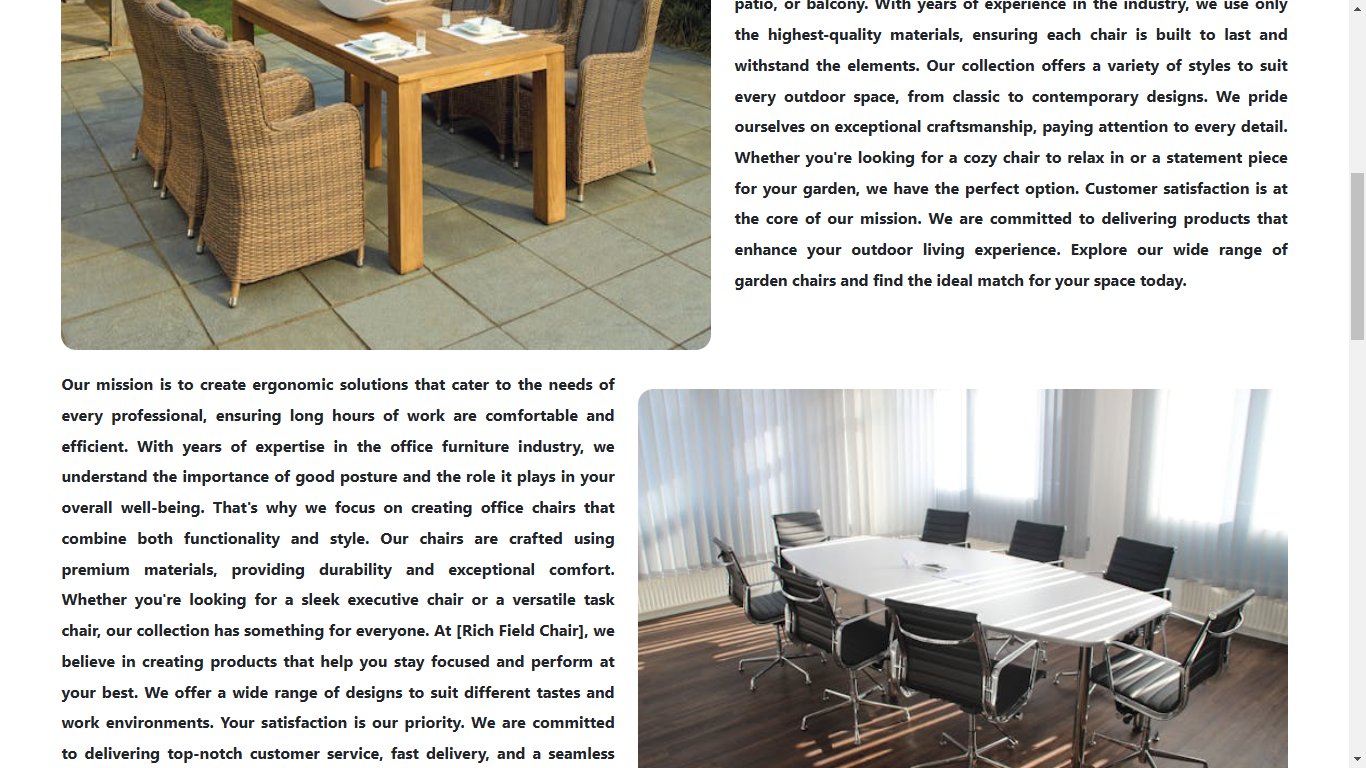 patio, or balcony. With years of experience in the industry, we use only
the highest-quality materials, ensuring each chair is built to last and
withstand the elements. Our collection offers a variety of styles to suit
every outdoor space, from classic to contemporary designs. We pride
ourselves on exceptional craftsmanship, paying attention to every detail.
Whether you're looking for a cozy chair to relax in or a statement piece
for your garden, we have the perfect option. Customer satisfaction is at
the core of our mission. We are committed to delivering products that
enhance your outdoor living experience. Explore our wide range of
garden chairs and find the ideal match for your space today.
Our mission is to create ergonomic solutions that cater to the needs of
every professional, ensuring long hours of work are comfortable and
efficient. With years of expertise in the office furniture industry, we
understand the importance of good posture and the role it plays in your
overall well-being. That's why we focus on creating office chairs that
combine both functionality and style. Our chairs are crafted using
premium materials, providing durability and exceptional comfort.
Whether you're looking for a sleek executive chair or a versatile task
chair, our collection has something for everyone. At [Rich Field Chair], we
believe in creating products that help you stay focused and perform at
your best. We offer a wide range of designs to suit different tastes and
work environments. Your satisfaction is our priority. We are committed
to delivering top-notch customer service, fast delivery, and a seamless